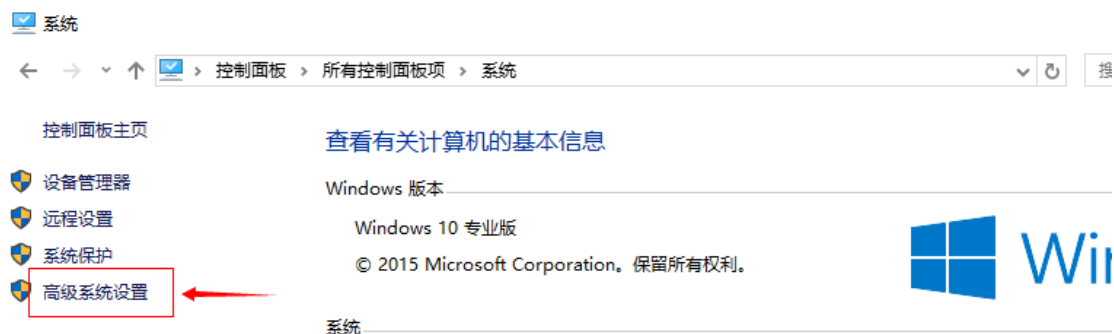 系统
控制面板 › 所有控制面板项 › 系统
控制面板主页
设备管理器
远程设置
系统保护
高级系统设置
查看有关计算机的基本信息
Windows 版本
Windows 10 专业版
© 2015 Microsoft Corporation。保留所有权利。
Win
系统